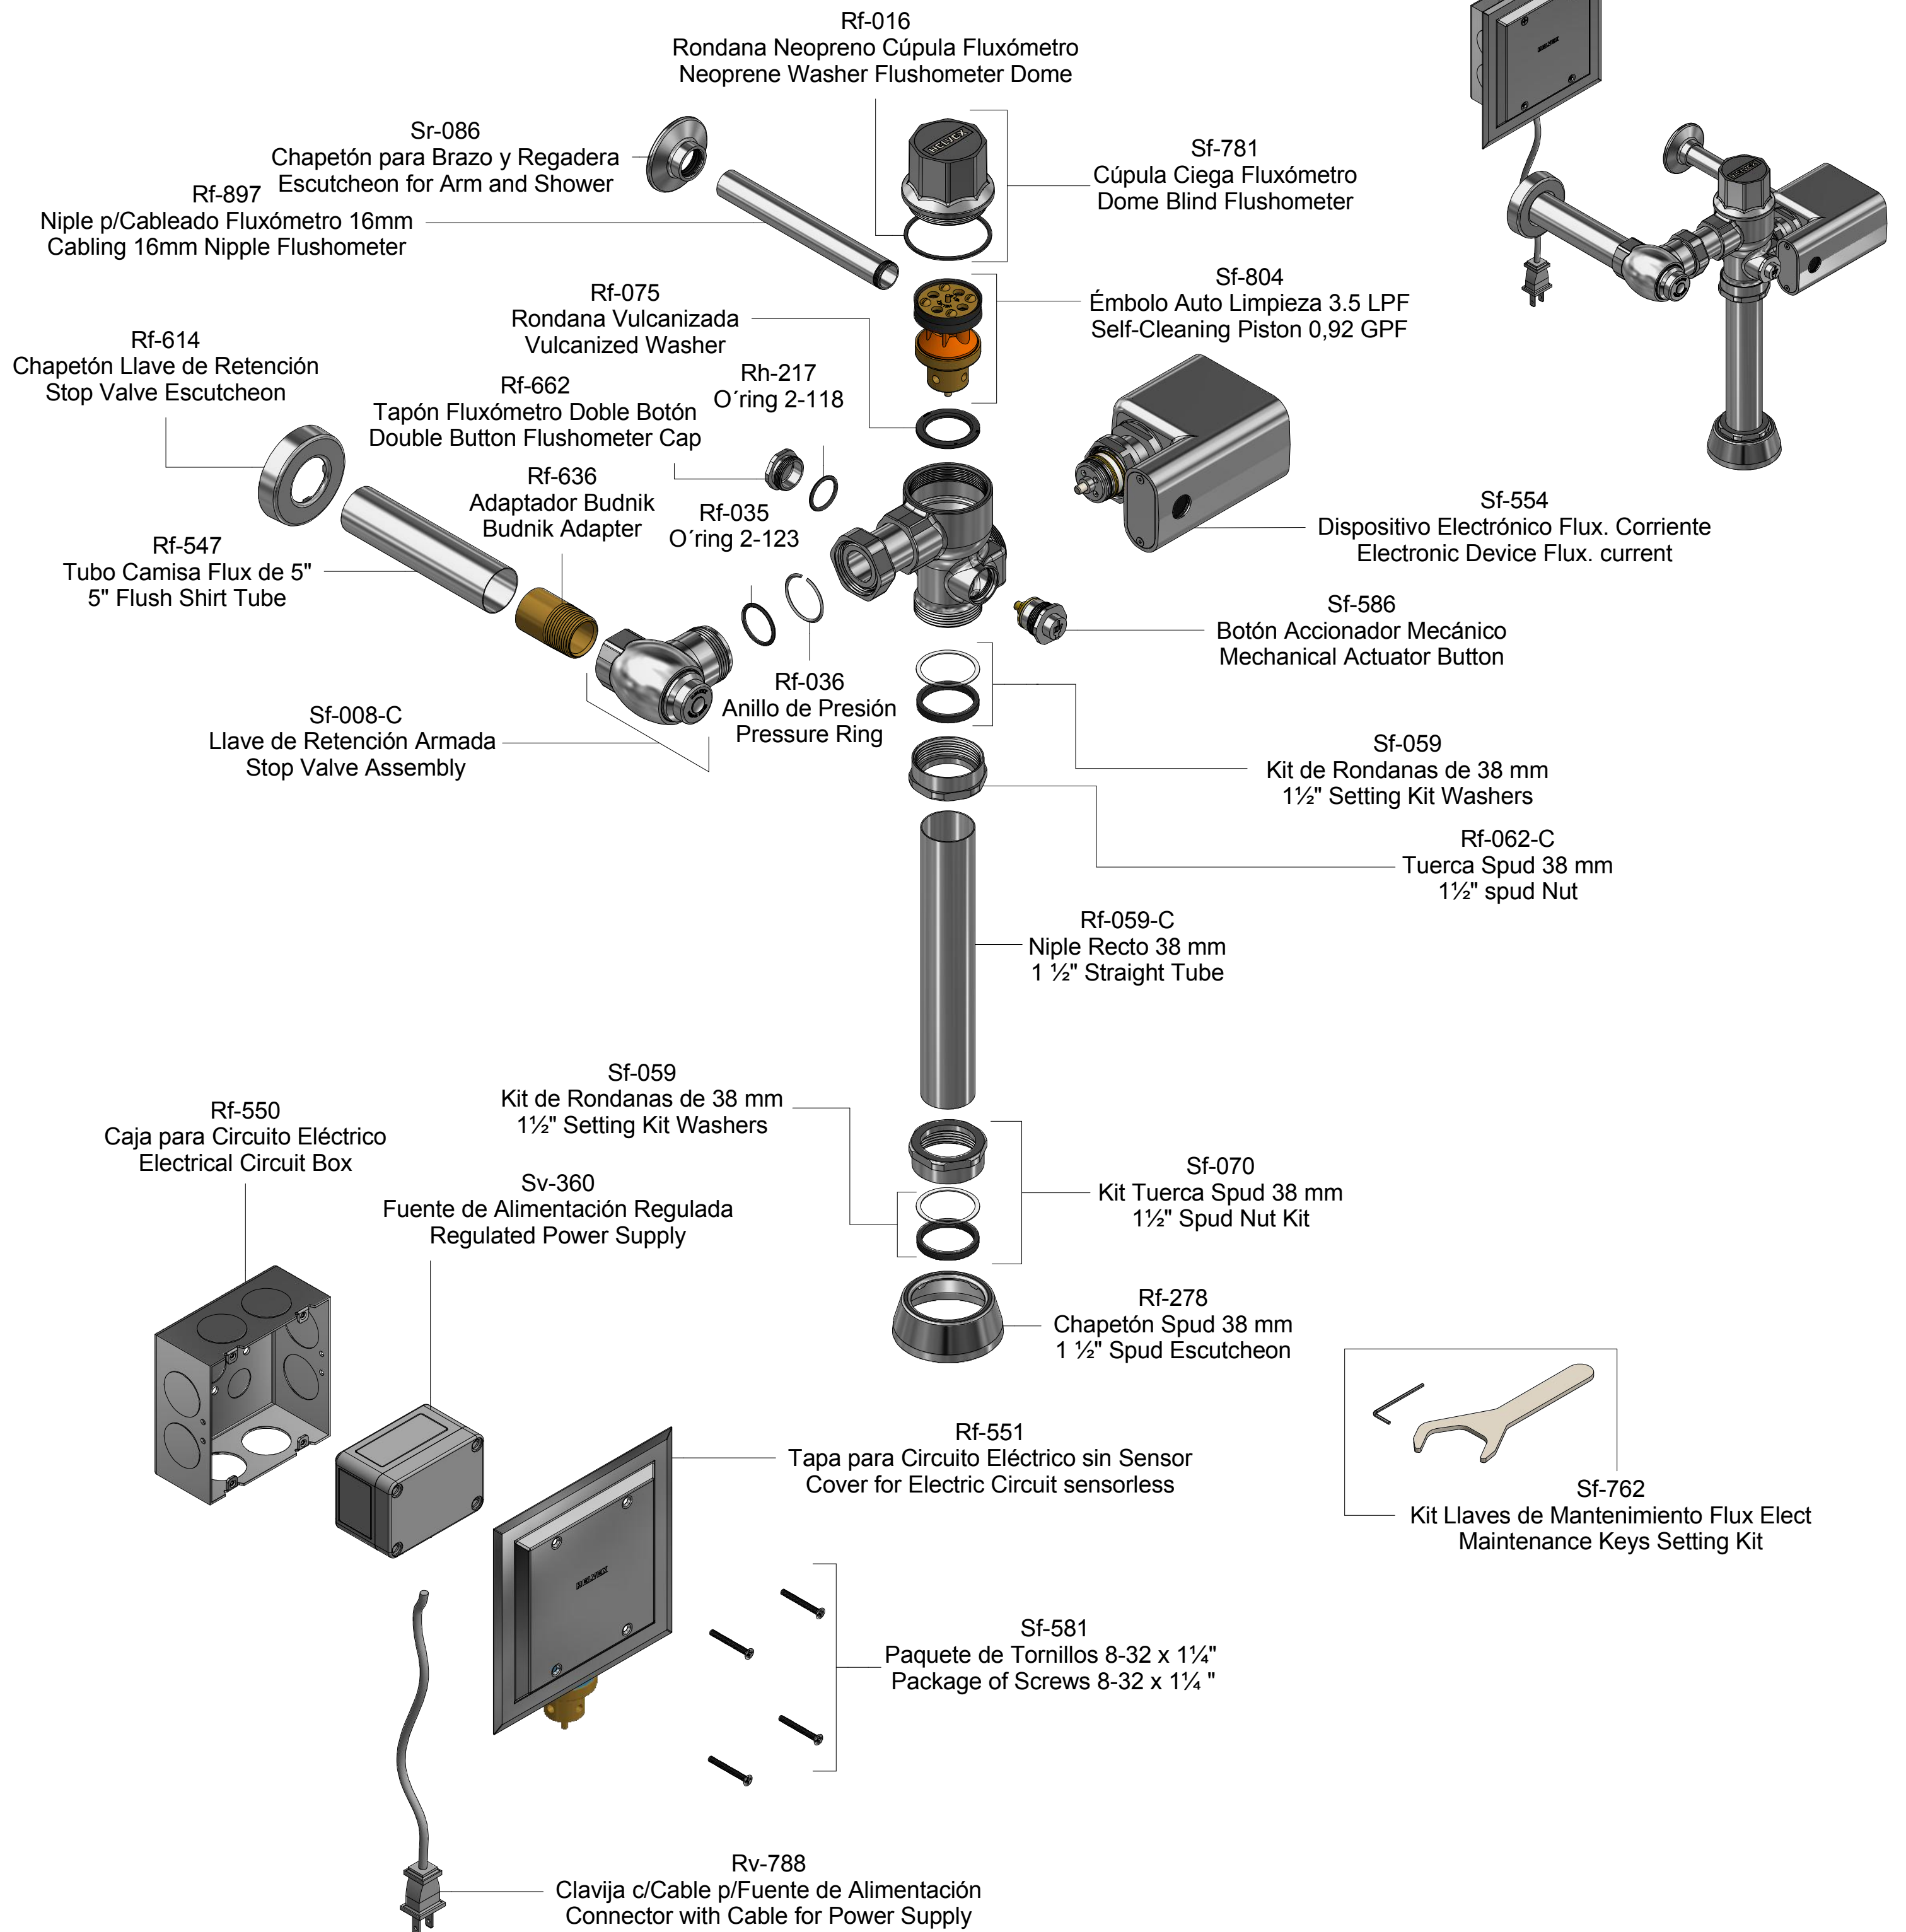 Rf-016
Rondana Neopreno Cúpula Fluxómetro
Neoprene Washer Flushometer Dome
HELVEX
Sr-086
Chapetón para Brazo y Regadera
Escutcheon for Arm and Shower
HELVEX
Sf-781
Cúpula Ciega Fluxómetro
Dome Blind Flushometer
HELVEX
Rf-897
Niple p/Cableado Fluxómetro 16mm
Cabling 16mm Nipple Flushometer
Sf-804
Émbolo Auto Limpieza 3.5 LPF
Self-Cleaning Piston 0,92 GPF
Rf-075
Rondana Vulcanizada
Vulcanized Washer
Rf-614
Chapetón Llave de Retención
Stop Valve Escutcheon
Rf-662
Tapón Fluxómetro Doble Botón
Double Button Flushometer Cap
Rh-217
O´ring 2-118
Rf-636
Adaptador Budnik
Budnik Adapter
Rf-035
O´ring 2-123
Sf-554
Dispositivo Electrónico Flux. Corriente
Electronic Device Flux. current
Rf-547
Tubo Camisa Flux de 5"
5" Flush Shirt Tube
Sf-586
Botón Accionador Mecánico
Mechanical Actuator Button
Rf-036
Anillo de Presión
Pressure Ring
Sf-008-C
Llave de Retención Armada
Stop Valve Assembly
Sf-059
Kit de Rondanas de 38 mm
1½" Setting Kit Washers
Rf-062-C
Tuerca Spud 38 mm
1½" spud Nut
Rf-059-C
Niple Recto 38 mm
1 ½" Straight Tube
Sf-059
Kit de Rondanas de 38 mm
1½" Setting Kit Washers
Rf-550
Caja para Circuito Eléctrico
Electrical Circuit Box
Sf-070
Kit Tuerca Spud 38 mm
1½" Spud Nut Kit
Sv-360
Fuente de Alimentación Regulada
Regulated Power Supply
Rf-278
Chapetón Spud 38 mm
1 ½" Spud Escutcheon
Rf-551
Tapa para Circuito Eléctrico sin Sensor
Cover for Electric Circuit sensorless
Sf-762
Kit Llaves de Mantenimiento Flux Elect
Maintenance Keys Setting Kit
HELVEX
Sf-581
Paquete de Tornillos 8-32 x 1¼"
Package of Screws 8-32 x 1¼ "
Rv-788
Clavija c/Cable p/Fuente de Alimentación
Connector with Cable for Power Supply